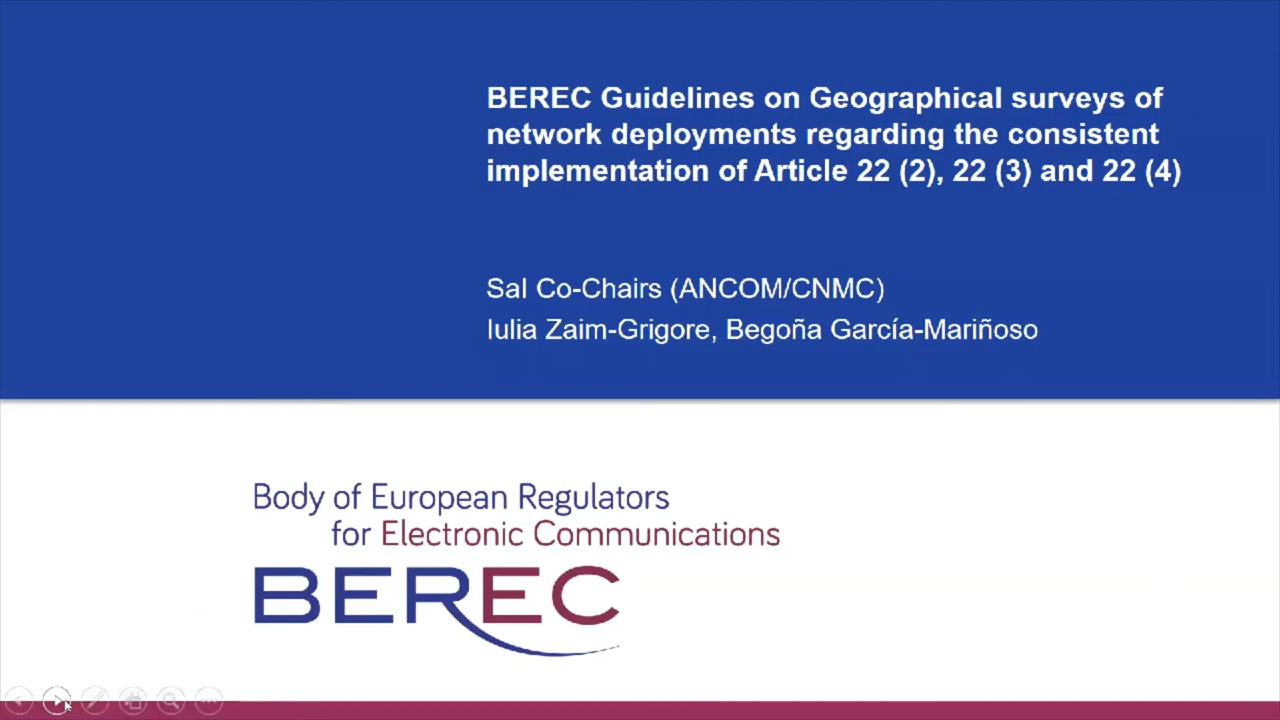 BEREC Guidelines on Geographical surveys of
network deployments regarding the consistent
implementation of Article 22 (2), 22 (3) and 22 (4)
SaI Co-Chairs (ANCOM/CNMC)
Iulia Zaim-Grigore, Begoña García-Mariñoso
Body of European Regulators
for Electronic Communications
BEREC